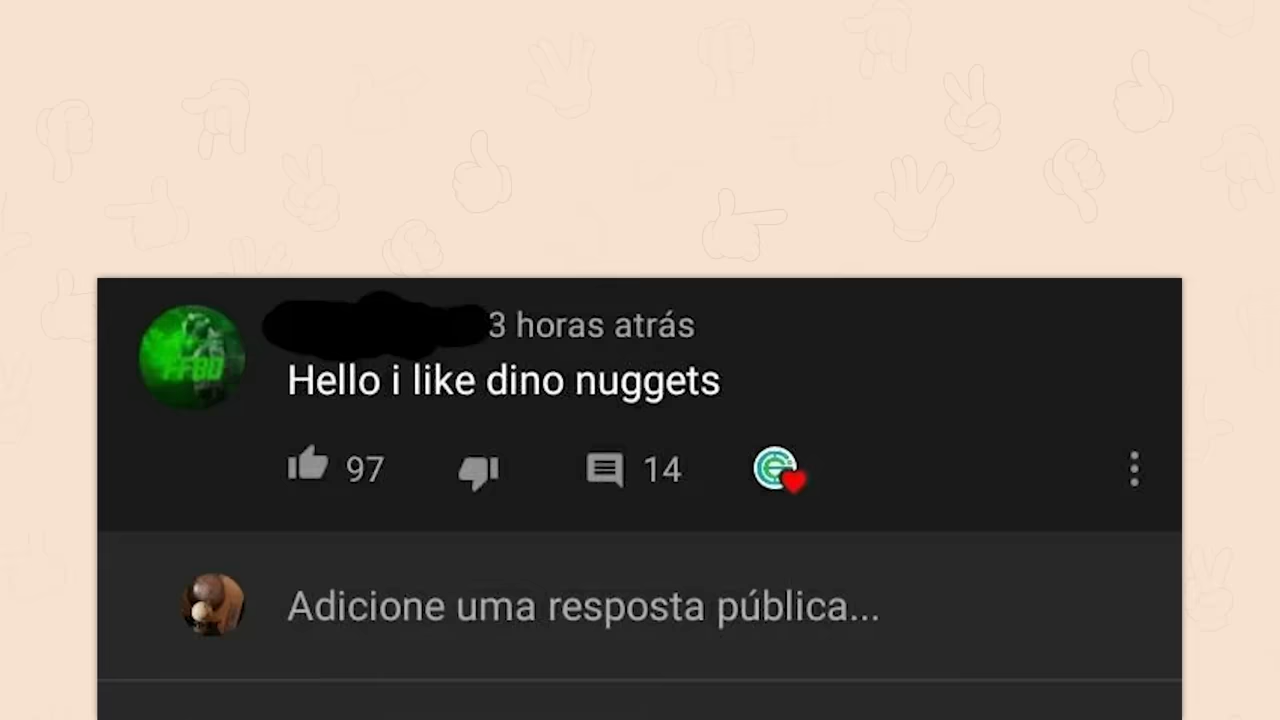 3 horas atrás
Hello i like dino nuggets
97 14
Adicione uma resposta pública...